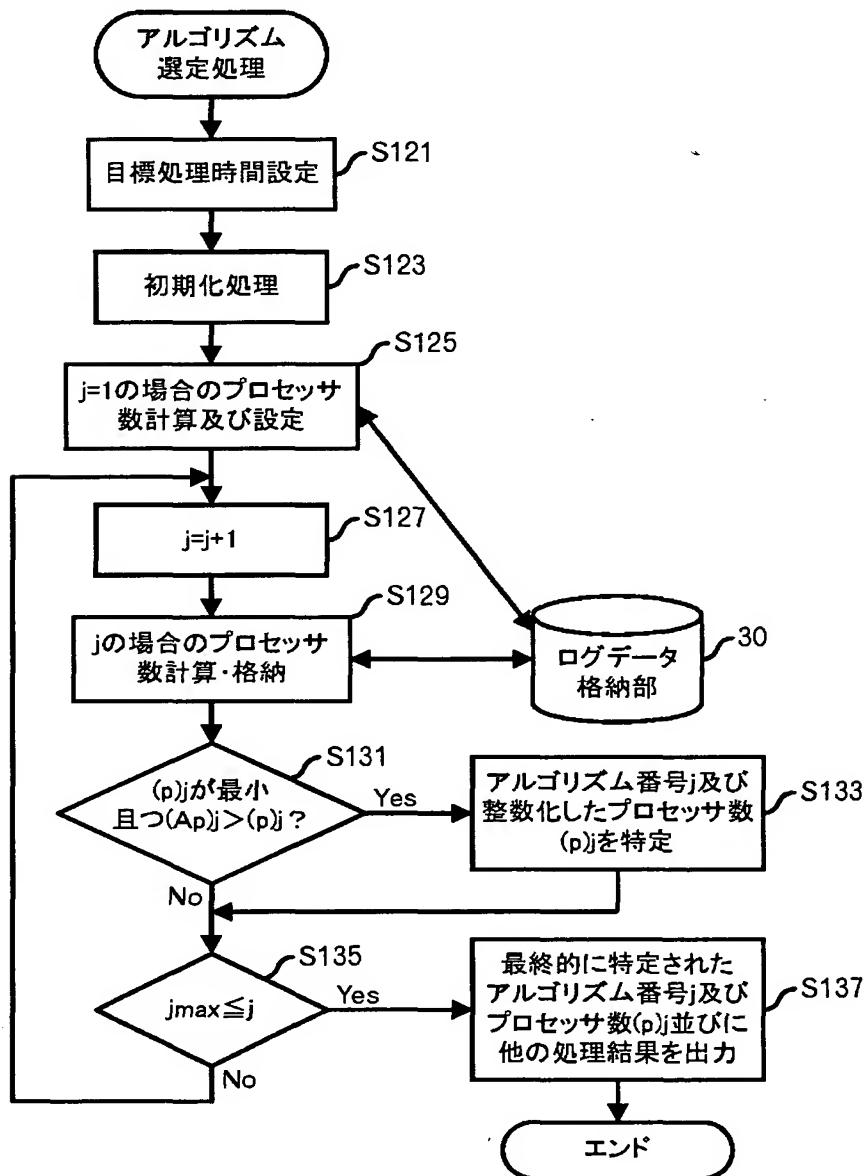 アルゴリズム
選定処理
目標処理時間設定
S121
初期化処理
S123
j=1の場合のプロセッサ
数計算及び設定
S125
j=j+1
S127
jの場合のプロセッサ
数計算・格納
S129
ログデータ
格納部
30
(p)jが最小
且つ(Ap)j>(p)j?
S131
Yes
No
アルゴリズム番号j及び
整数化したプロセッサ数
(p)jを特定
S133
jmax≦j
S135
Yes
No
最終的に特定された
アルゴリズム番号j及び
プロセッサ数(p)j並びに
他の処理結果を出力
S137
エンド